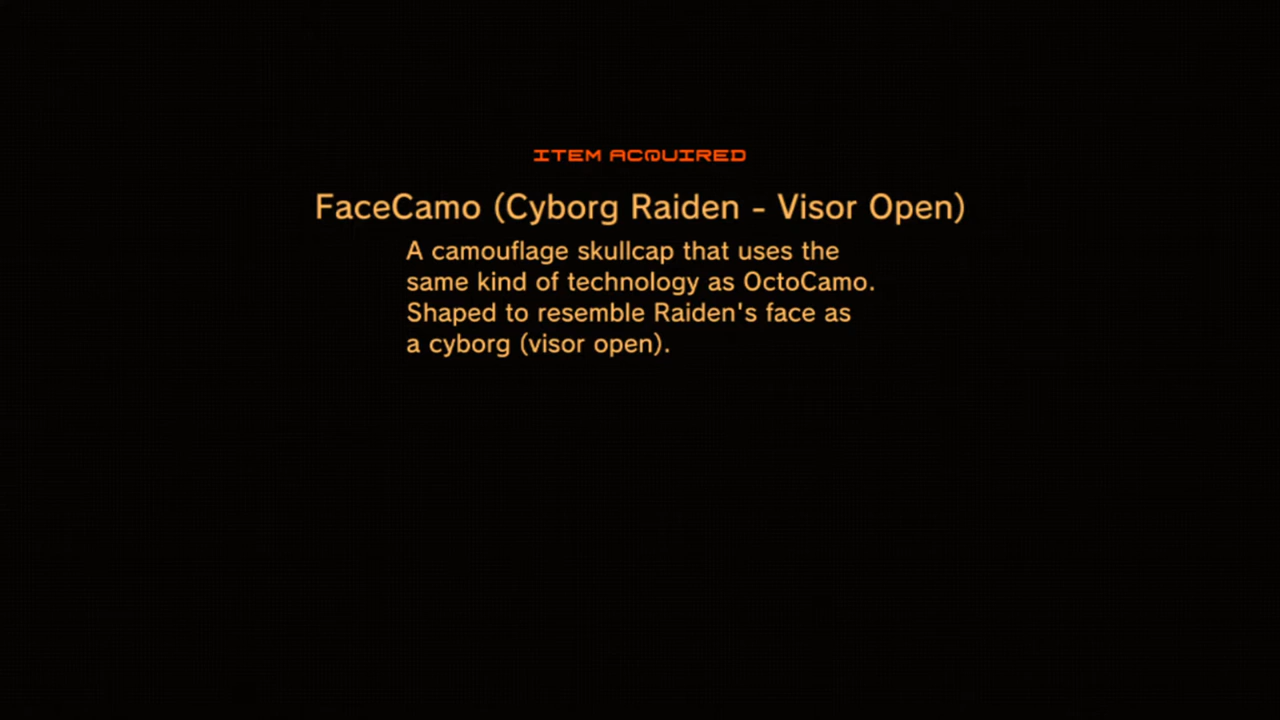 ITEM ACQUIRED
FaceCamo (Cyborg Raiden - Visor Open)
A camouflage skullcap that uses the
same kind of technology as OctoCamo.
Shaped to resemble Raiden's face as
a cyborg (visor open).